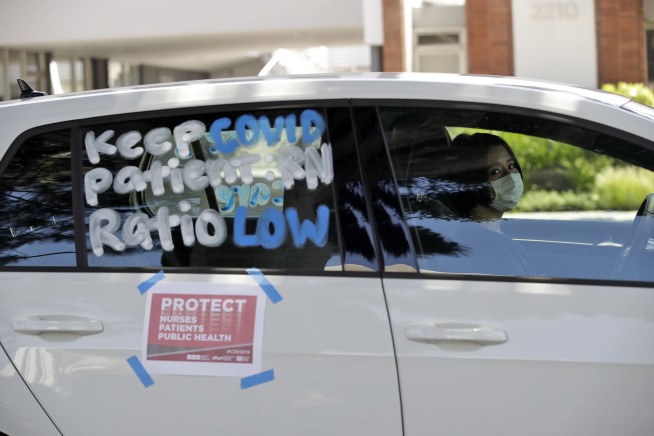 2210
Keep COVID
patient:RN
Ratio LOW
PROTECT
NURSES
PATIENTS
PUBLIC HEALTH